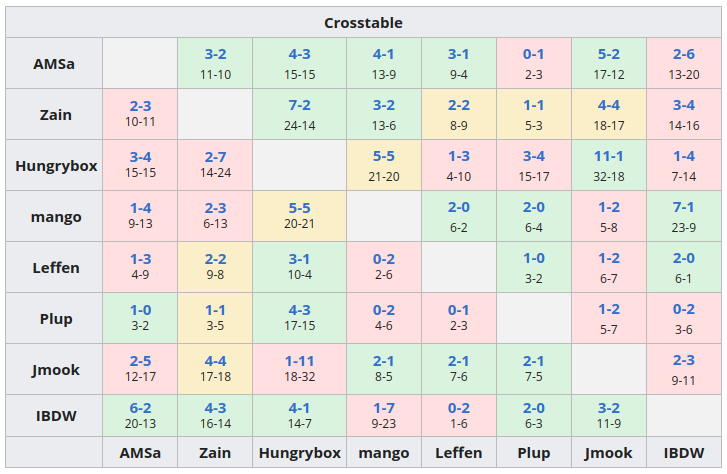 Crosstable
AMSa 3-2 4-3 4-1 3-1 0-1 5-2 2-6
11-10 15-15 13-9 9-4 2-3 17-12 13-20
Zain 2-3 7-2 3-2 2-2 1-1 4-4 3-4
10-11 24-14 13-6 8-9 5-3 18-17 14-16
Hungrybox 3-4 2-7 5-5 1-3 3-4 11-1 1-4
15-15 14-24 21-20 4-10 15-17 32-18 7-14
mango 1-4 2-3 5-5 2-0 2-0 1-2 7-1
9-13 6-13 20-21 6-2 6-4 5-8 23-9
Leffen 1-3 2-2 3-1 0-2 1-0 1-2 2-0
4-9 9-8 10-4 2-6 3-2 6-7 6-1
Plup 1-0 1-1 4-3 0-2 0-1 1-2 0-2
3-2 3-5 17-15 4-6 2-3 5-7 3-6
Jmook 2-5 4-4 1-11 2-1 2-1 2-1 2-3
12-17 17-18 18-32 8-5 7-6 7-5 9-11
IBDW 6-2 4-3 4-1 1-7 0-2 2-0 3-2
20-13 16-14 14-7 9-23 1-6 6-3 11-9
AMSa Zain Hungrybox mango Leffen Plup Jmook IBDW